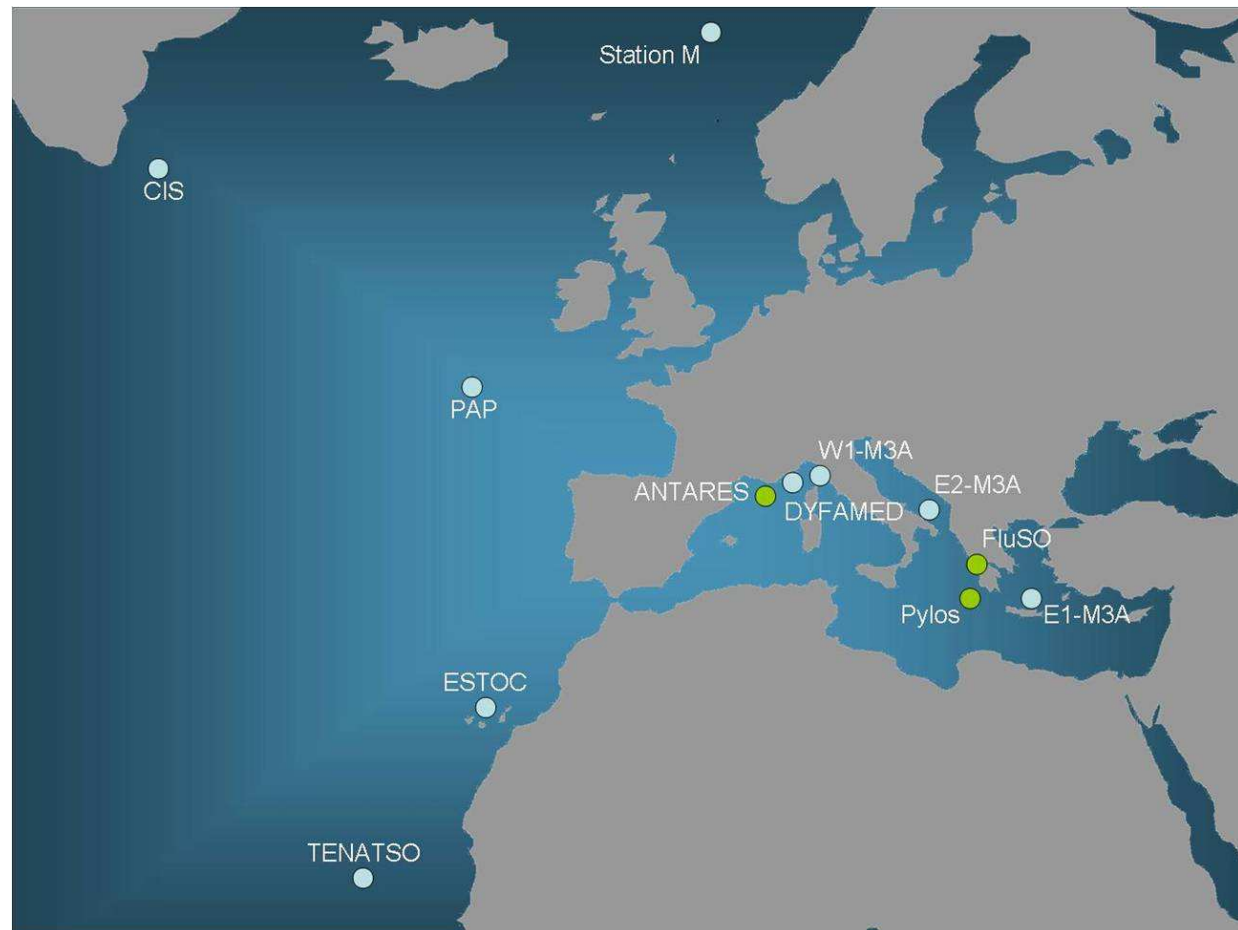 Station M
CIS
PAP
W1-M3A
ANTARES
E2-M3A
DYFAMED
FluSO
Pylos
E1-M3A
ESTOC
TENATSO